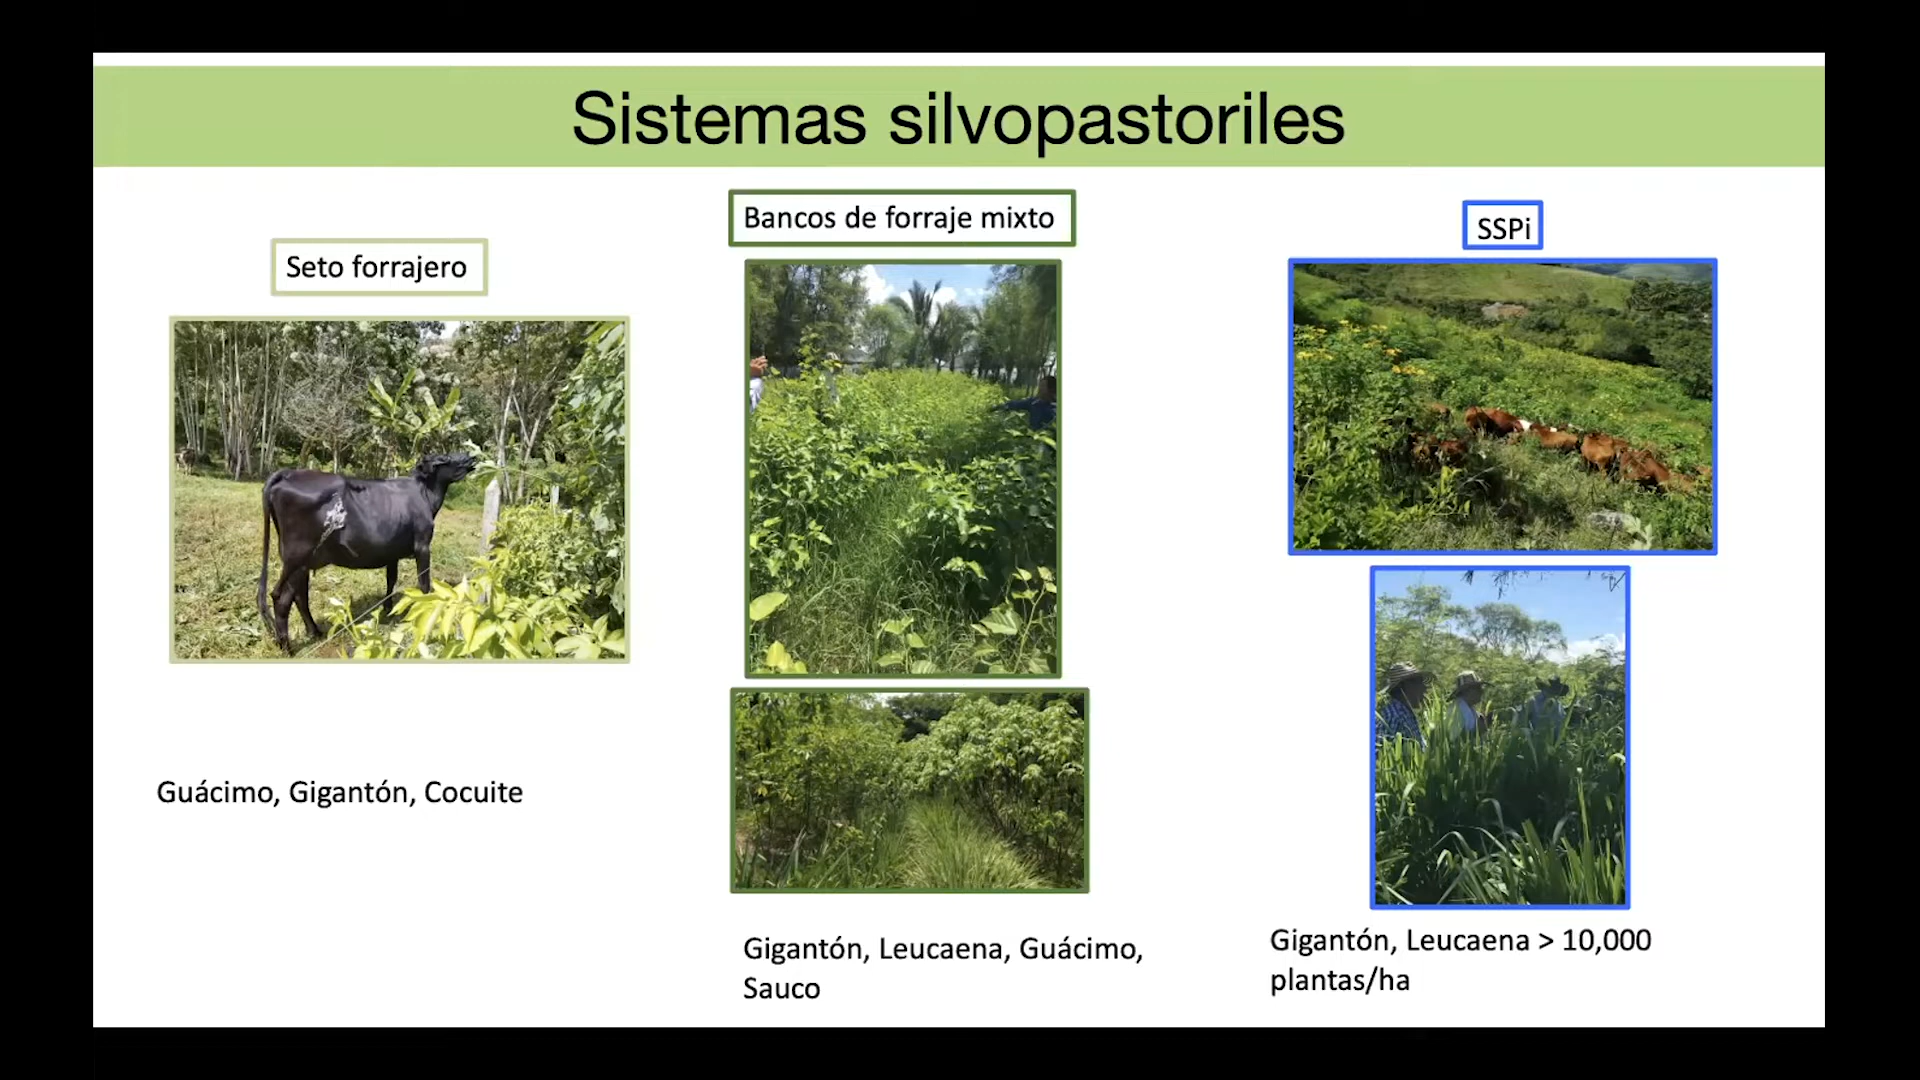 Sistemas silvopastoriles
Seto forrajero
Guácimo, Gigantón, Cocuite
Bancos de forraje mixto
Gigantón, Leucaena, Guácimo,
Sauco
SSPi
Gigantón, Leucaena > 10,000
plantas/ha